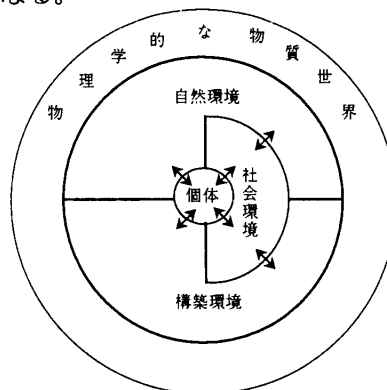 なる。
物理学的な物質世界
自然環境
個体
社会環境
構築環境